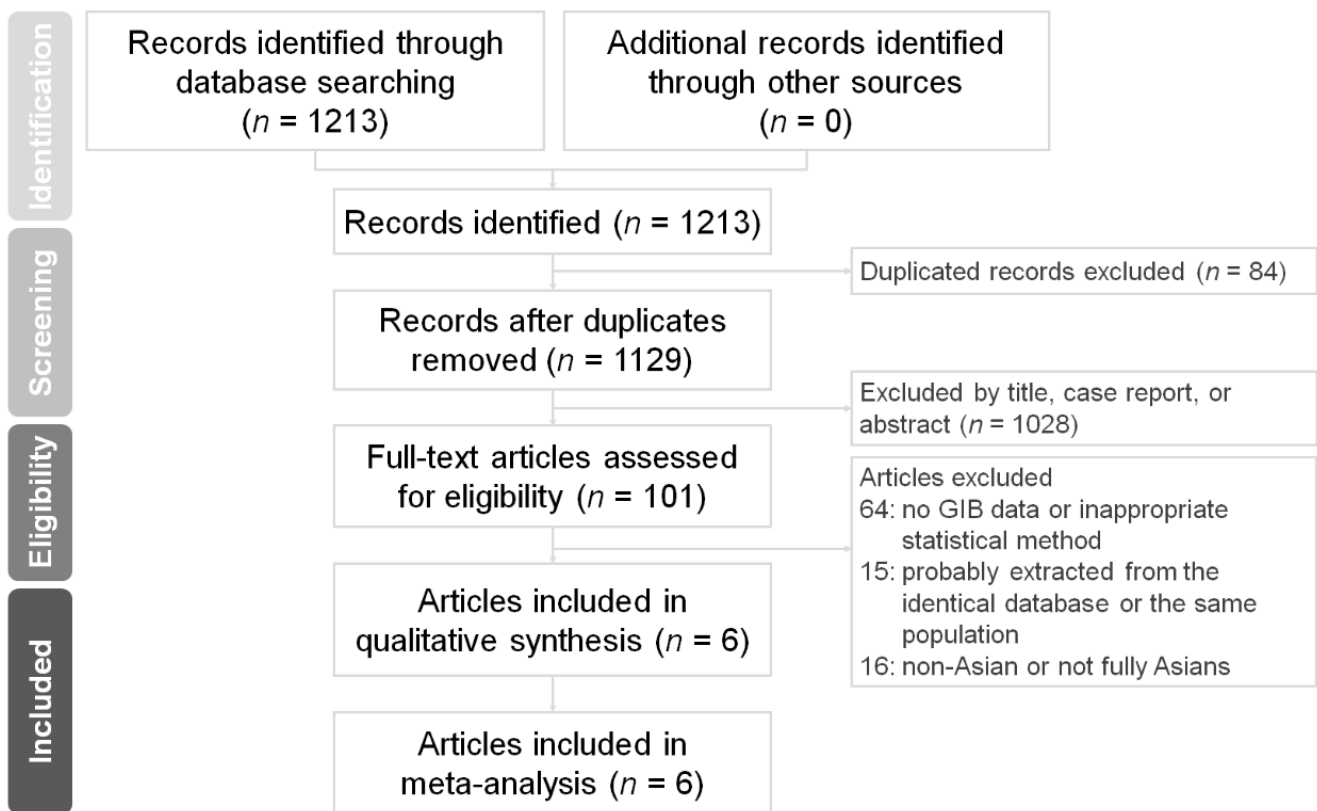 Identification
Records identified through
database searching
(n = 1213)
Additional records identified
through other sources
(n = 0)
Records identified (n = 1213)
Screening
Duplicated records excluded (n = 84)
Records after duplicates
removed (n = 1129)
Excluded by title, case report, or
abstract (n = 1028)
Eligibility
Full-text articles assessed
for eligibility (n = 101)
Articles excluded
64: no GIB data or inappropriate
statistical method
15: probably extracted from the
identical database or the same
population
16: non-Asian or not fully Asians
Included
Articles included in
qualitative synthesis (n = 6)
Articles included in
meta-analysis (n = 6)